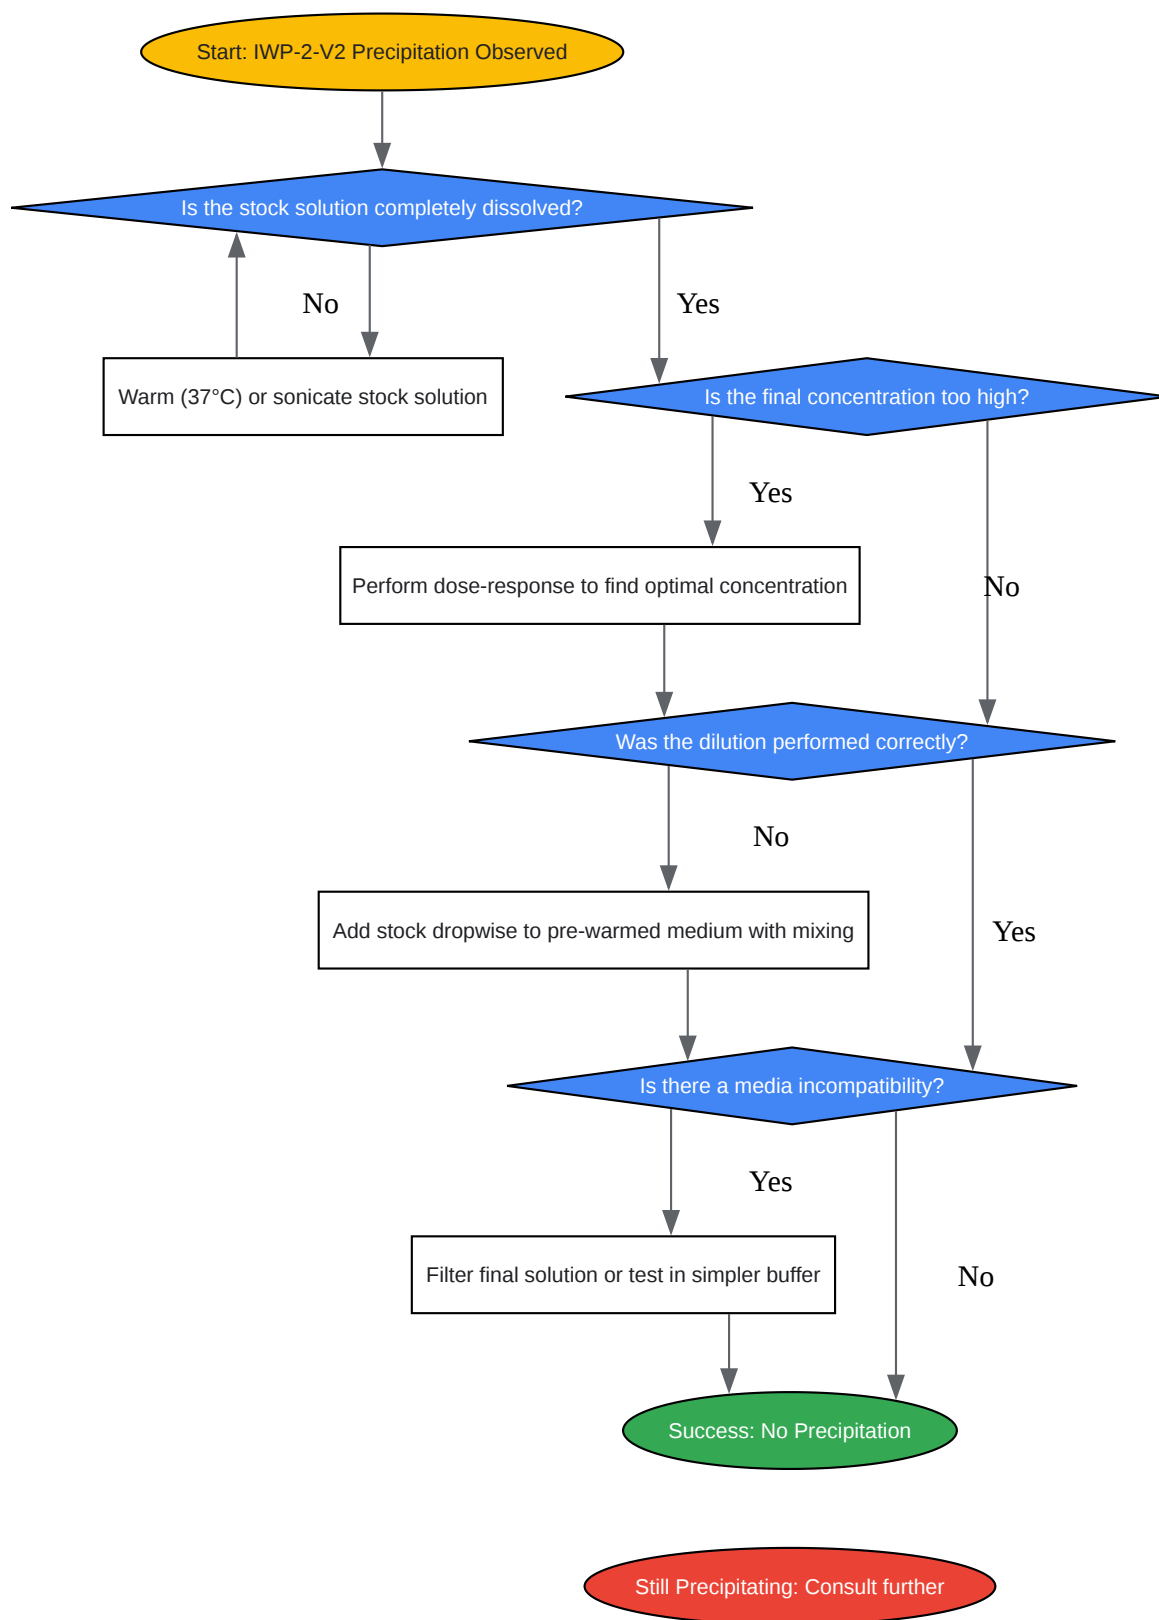 Start: IWP-2-V2 Precipitation Observed
Is the stock solution completely dissolved?
No
Yes
Warm (37°C) or sonicate stock solution
Is the final concentration too high?
Yes
Perform dose-response to find optimal concentration
No
Was the dilution performed correctly?
No
Add stock dropwise to pre-warmed medium with mixing
Yes
Is there a media incompatibility?
Yes
Filter final solution or test in simpler buffer
No
Success: No Precipitation
Still Precipitating: Consult further